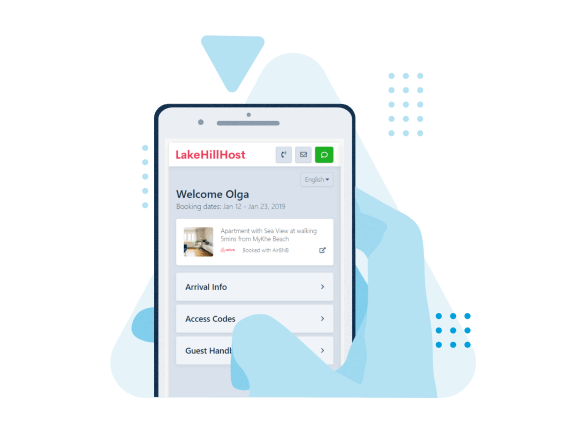 LakeHillHost
English
Welcome Olga
Booking dates: Jan 12 - Jan 23, 2019
Apartment with Sea View at walking
5mins from MyKhe Beach
Booked with AirBNB
Arrival Info
Access Codes
Guest Handb